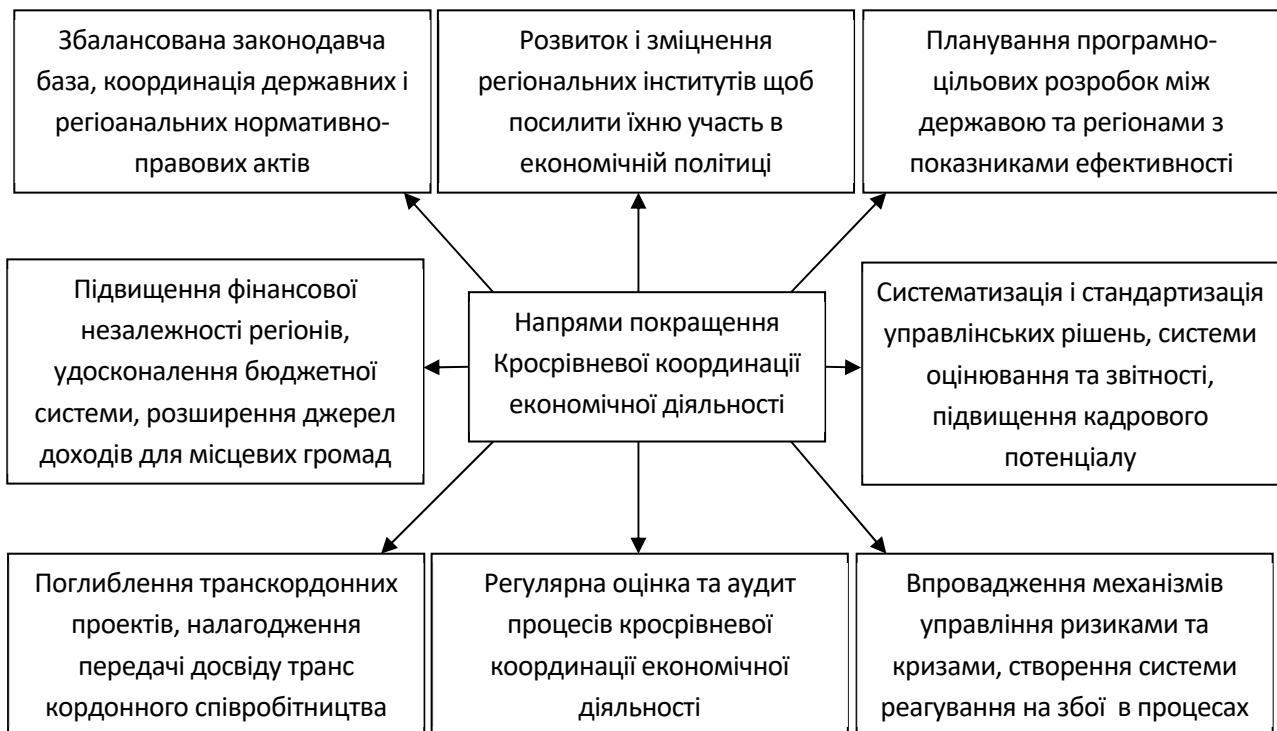 Збалансована законодавча
база, координація державних і
регіоанальних нормативно-
правових актів
Розвиток і зміцнення
регіональних інститутів щоб
посилити їхню участь в
економічній політиці
Планування програмно-
цільових розробок між
державою та регіонами з
показниками ефективності
Підвищення фінансової
незалежності регіонів,
удосконалення бюджетної
системи, розширення джерел
доходів для місцевих громад
Напрями покращення
Кросрівневої координації
економічної діяльності
Систематизація і стандартизація
управлінських рішень, системи
оцінювання та звітності,
підвищення кадрового
потенціалу
Поглиблення транскордонних
проектів, налагодження
передачі досвіду транс
кордонного співробітництва
Регулярна оцінка та аудит
процесів кросрівневої
координації економічної
діяльності
Впровадження механізмів
управління ризиками та
кризами, створення системи
реагування на збої  в процесах